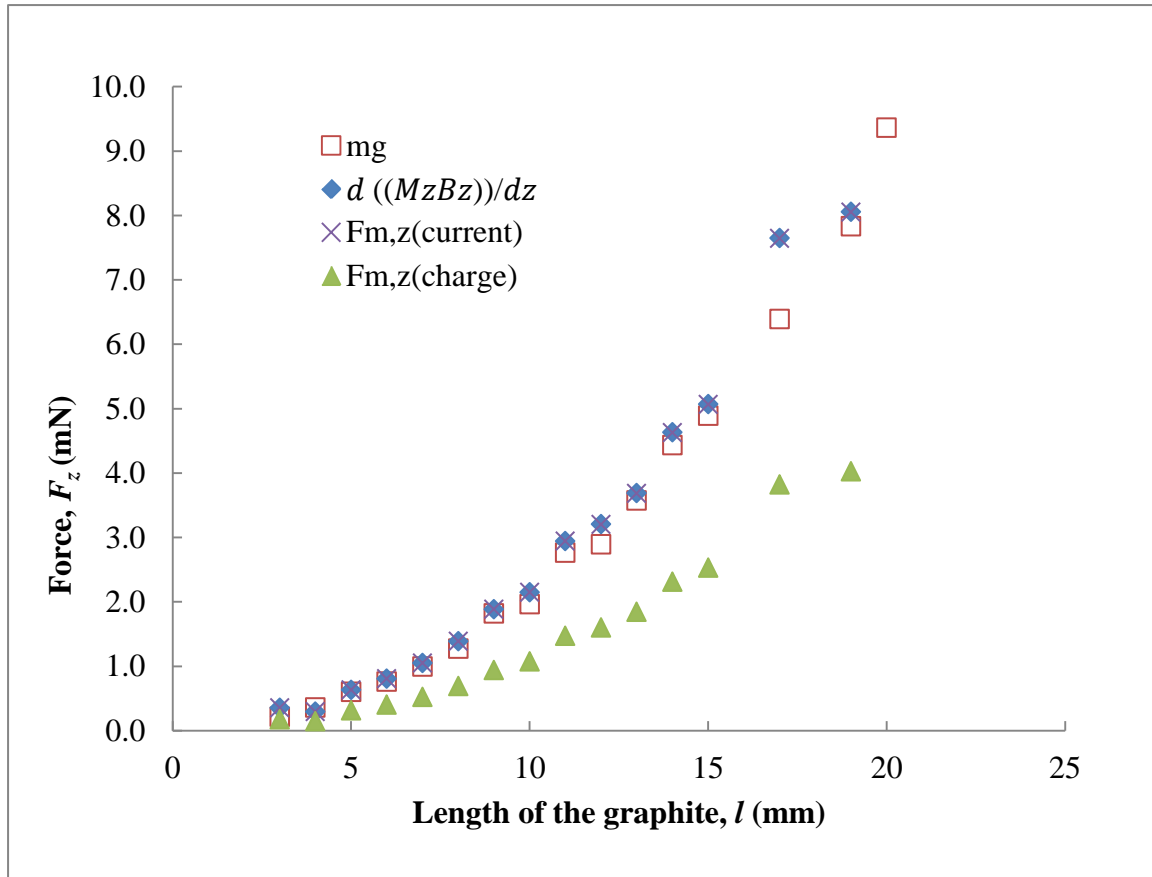 10.0
9.0
8.0
7.0
6.0
5.0
4.0
3.0
2.0
1.0
0.0
0 5 10 15 20 25
Force, F_z (mN)
Length of the graphite, l (mm)
mg
d ((MzBz))/dz
Fm,z(current)
Fm,z(charge)